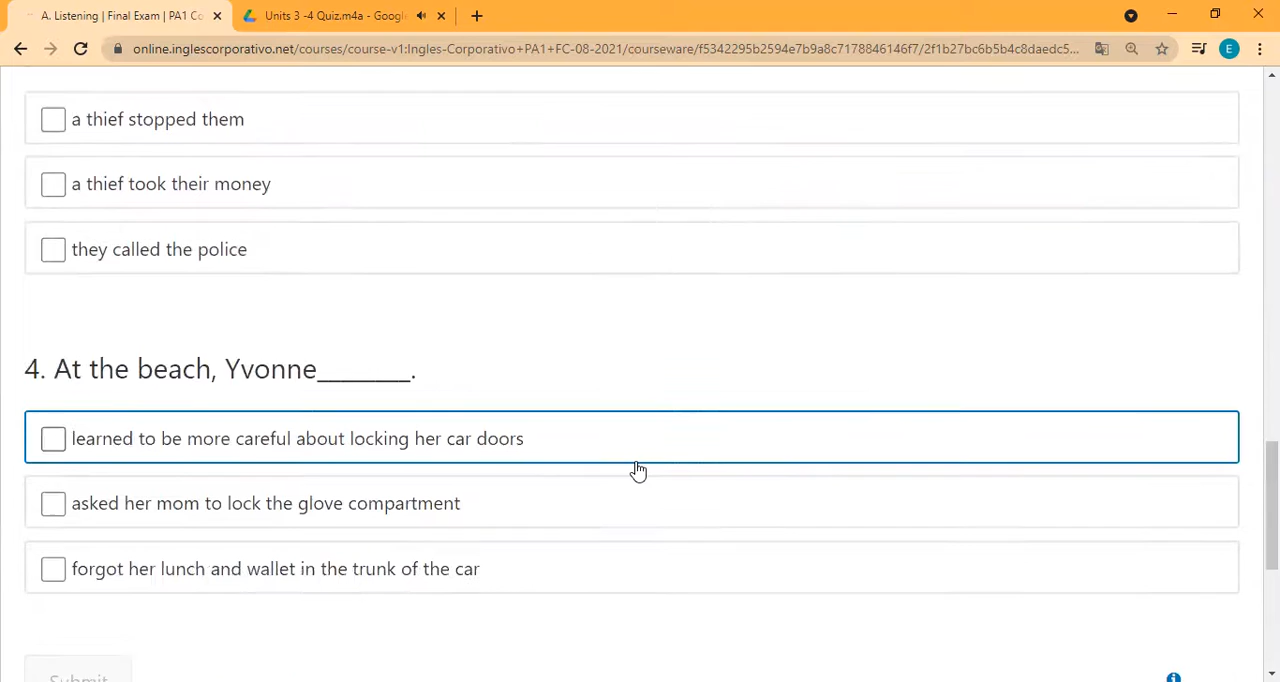 A. Listening | Final Exam | PA1 Co
Units 3 -4 Quiz.m4a - Googl
online.inglescorporativo.net/courses/course-v1:Ingles-Corporativo+PA1+FC-08-2021/courseware/f5342295b2594e7b9a8c7178846146f7/2f1b27bc6b5b4c8daedc5...
E
a thief stopped them
a thief took their money
they called the police
4. At the beach, Yvonne________.
learned to be more careful about locking her car doors
asked her mom to lock the glove compartment
forgot her lunch and wallet in the trunk of the car
Submit